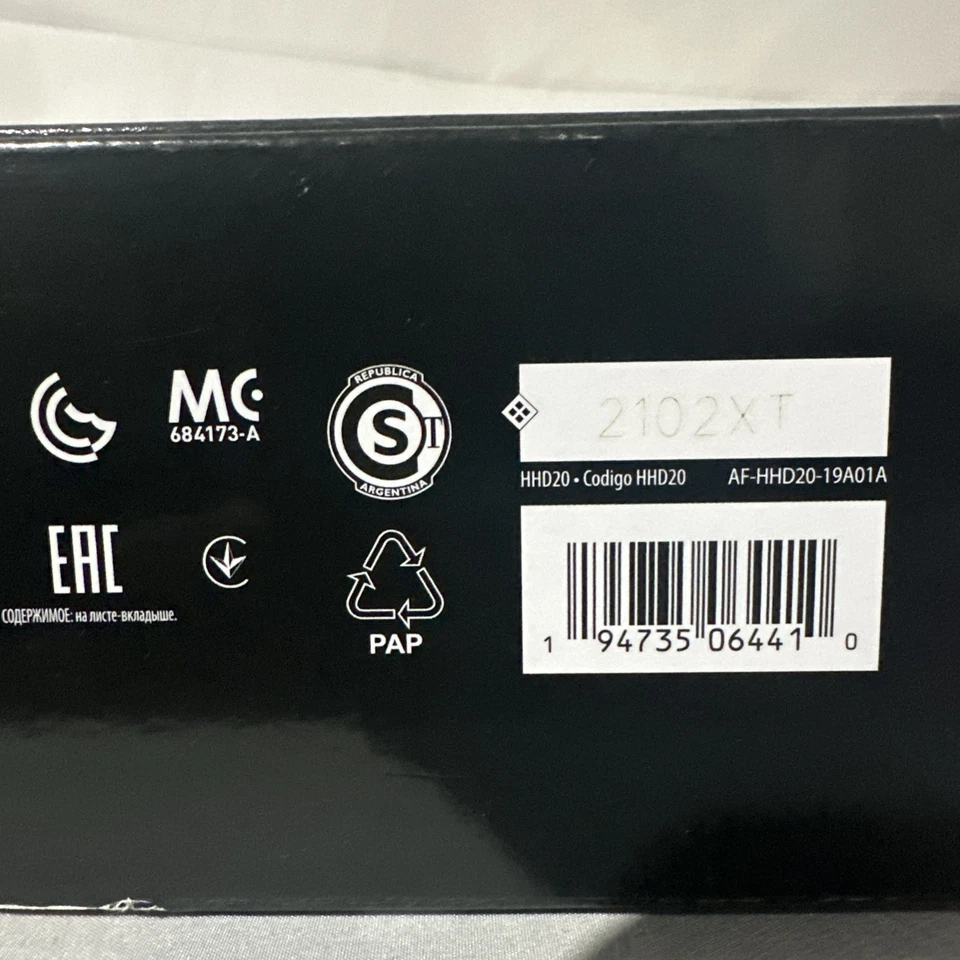 MC
684173-A
REPUBLICA
S T
ARGENTINA
2102XT
HHD20 • Codigo HHD20 AF-HHD20-19A01A
EAC
СОДЕРЖИМОЕ: на листе-вкладыше.
PAP
1 94735 06441 0